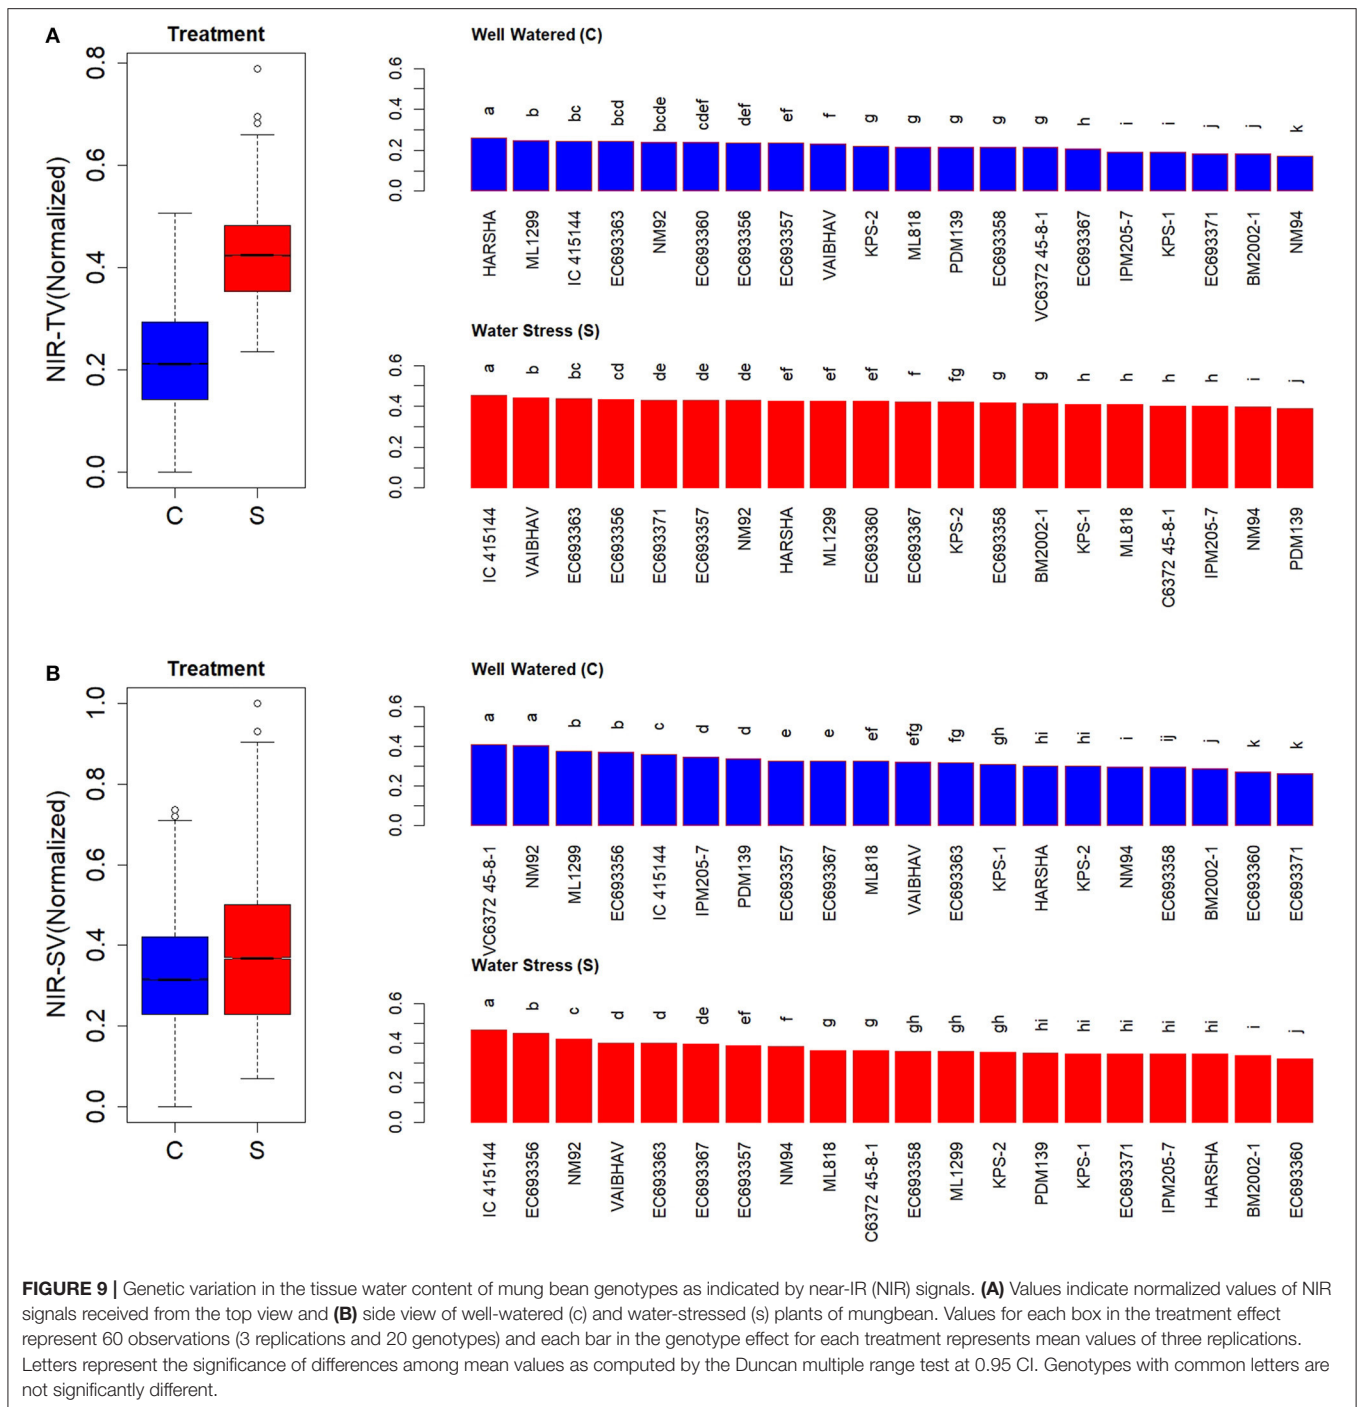 A
Treatment
NIR-TV(Normalized)
0.0 0.2 0.4 0.6 0.8
C S
Well Watered (C)
0.0 0.2 0.4 0.6
a b bc bcd bcde cdef def ef f g g g g g h i i j j k
HARSHA ML1299 IC 415144 EC693363 NM92 EC693360 EC693356 EC693357 VAIBHAV KPS-2 ML818 PDM139 EC693358 VC6372 45-8-1 EC693367 IPM205-7 KPS-1 EC693371 BM2002-1 NM94
Water Stress (S)
0.0 0.2 0.4 0.6
a b bc cd de de de ef ef ef f fg g g h h h h i j
IC 415144 VAIBHAV EC693363 EC693356 EC693371 EC693357 NM92 HARSHA ML1299 EC693360 EC693367 KPS-2 EC693358 BM2002-1 KPS-1 ML818 C6372 45-8-1 IPM205-7 NM94 PDM139
B
Treatment
NIR-SV(Normalized)
0.0 0.2 0.4 0.6 0.8 1.0
C S
Well Watered (C)
0.0 0.2 0.4 0.6
a a b b c d d e e ef efg fg gh hi hi i ij j k k
VC6372 45-8-1 NM92 ML1299 EC693356 IC 415144 IPM205-7 PDM139 EC693357 EC693367 ML818 VAIBHAV EC693363 KPS-1 HARSHA KPS-2 NM94 EC693358 BM2002-1 EC693360 EC693371
Water Stress (S)
0.0 0.2 0.4 0.6
a b c d d de ef f g g gh gh gh hi hi hi hi hi i j
IC 415144 EC693356 NM92 VAIBHAV EC693363 EC693367 EC693357 NM94 ML818 C6372 45-8-1 EC693358 ML1299 KPS-2 PDM139 KPS-1 EC693371 IPM205-7 HARSHA BM2002-1 EC693360
FIGURE 9 | Genetic variation in the tissue water content of mung bean genotypes as indicated by near-IR (NIR) signals. (A) Values indicate normalized values of NIR
signals received from the top view and (B) side view of well-watered (c) and water-stressed (s) plants of mungbean. Values for each box in the treatment effect
represent 60 observations (3 replications and 20 genotypes) and each bar in the genotype effect for each treatment represents mean values of three replications.
Letters represent the significance of differences among mean values as computed by the Duncan multiple range test at 0.95 CI. Genotypes with common letters are
not significantly different.